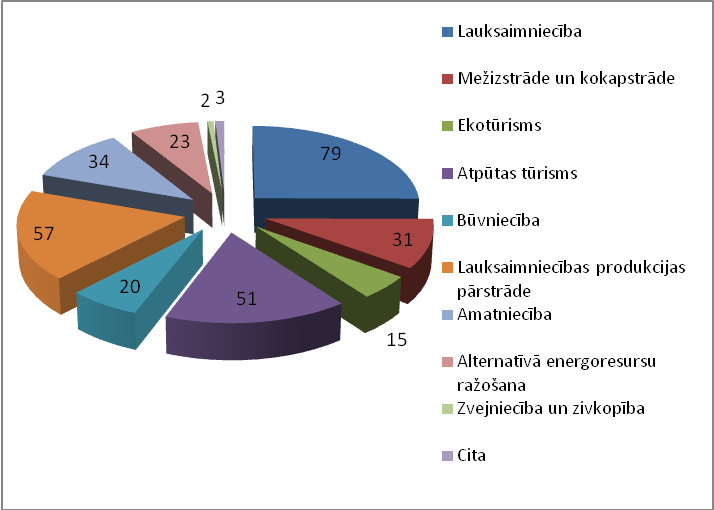 79
31
15
51
20
57
34
23
2
3
Lauksaimniecība
Mežizstrāde un kokapstrāde
Ekotūrisms
Atpūtas tūrisms
Būvniecība
Lauksaimniecības produkcijas
pārstrāde
Amatniecība
Alternatīvā energoresursu
ražošana
Zvejniecība un zivkopība
Cita